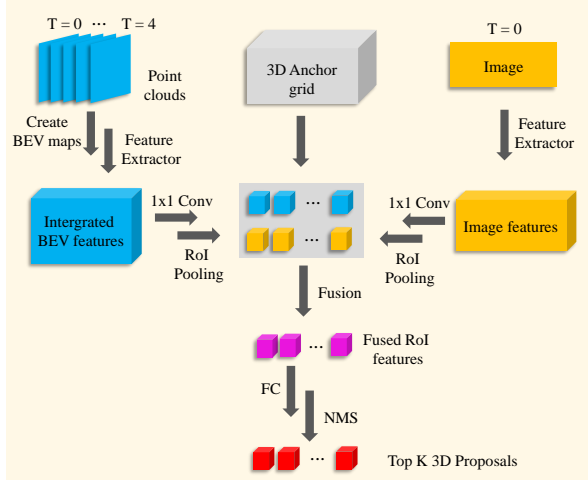 T = 0 ... T = 4
T = 0
Point
clouds
3D Anchor
grid
Image
Create
BEV maps
Feature
Extractor
Feature
Extractor
Intergrated
BEV features
1x1 Conv
RoI
Pooling
...
...
1x1 Conv
RoI
Pooling
Image features
Fusion
...
Fused RoI
features
FC
NMS
...
Top K 3D Proposals